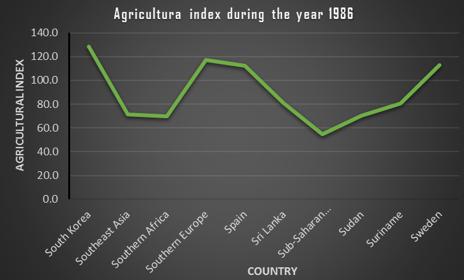 Agricultura index during the year 1986
AGRICULTURAL INDEX
140.0
120.0
100.0
80.0
60.0
40.0
20.0
0.0
South Korea
Southeast Asia
Southern Africa
Southern Europe
Spain
Sri Lanka
Sub-Saharan...
Sudan
Suriname
Sweden
COUNTRY